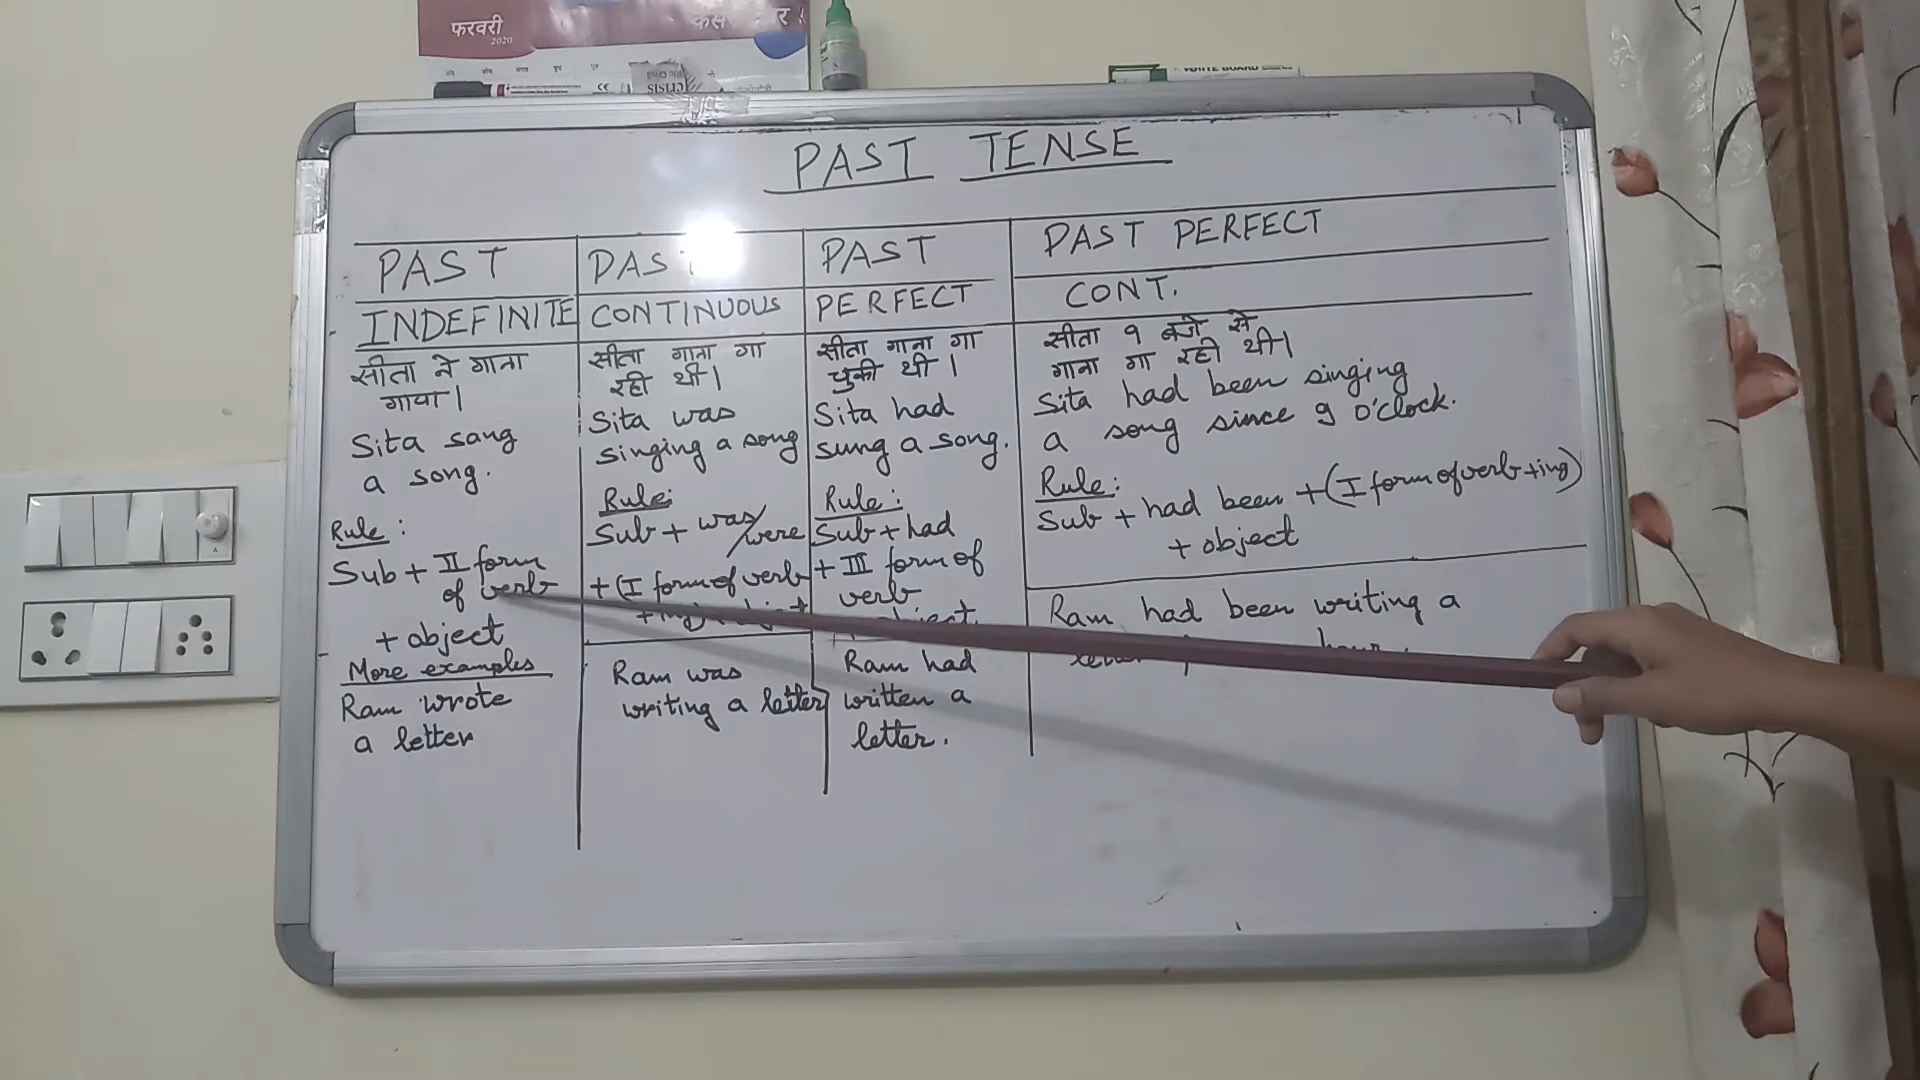 फरवरी
2020
CRISIS
WHITE BOARD
PAST TENSE
PAST
INDEFINITE
सीता ने गाना
गाया।
Sita sang
a song.
Rule:
Sub + II form
of verb
+ object
More examples
Ram wrote
a letter
PAST
CONTINUOUS
सीता गाना गा
रही थी।
Sita was
singing a song
Rule:
Sub + was/were
+ (I form of verb
Ram was
writing a letter
PAST
PERFECT
सीता गाना गा
चुकी थी।
Sita had
sung a song.
Rule:
Sub + had
+ III form of
verb
Ram had
written a
letter.
PAST PERFECT
CONT.
सीता 9 बजे से
गाना गा रही थी।
Sita had been singing
a song since 9 o'clock.
Rule:
Sub + had been + (I form of verb + ing)
+ object
Ram had been writing a